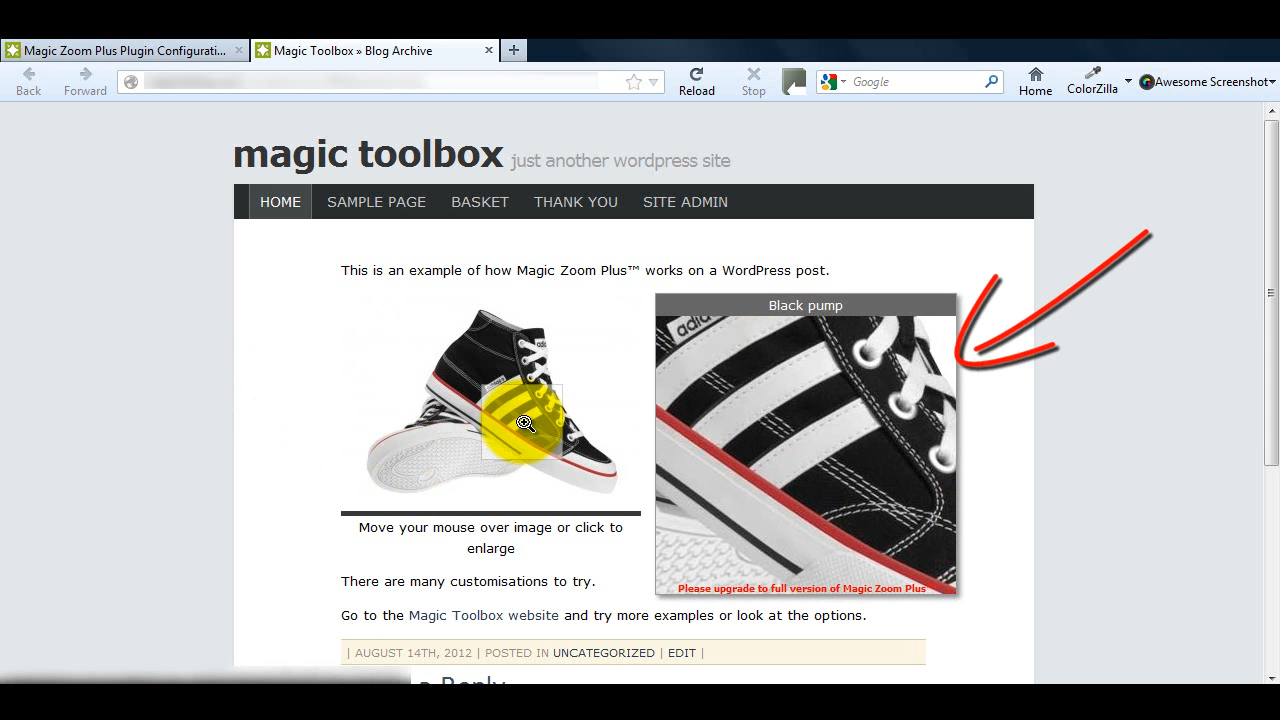 Magic Zoom Plus Plugin Configurati...
Magic Toolbox » Blog Archive
Back
Forward
Reload
Stop
Google
Home
ColorZilla
Awesome Screenshot
magic toolbox just another wordpress site
HOME SAMPLE PAGE BASKET THANK YOU SITE ADMIN
This is an example of how Magic Zoom Plus™ works on a WordPress post.
Black pump
adidas
Please upgrade to full version of Magic Zoom Plus
Move your mouse over image or click to
enlarge
There are many customisations to try.
Go to the Magic Toolbox website and try more examples or look at the options.
| AUGUST 14TH, 2012 | POSTED IN UNCATEGORIZED | EDIT |
Reply